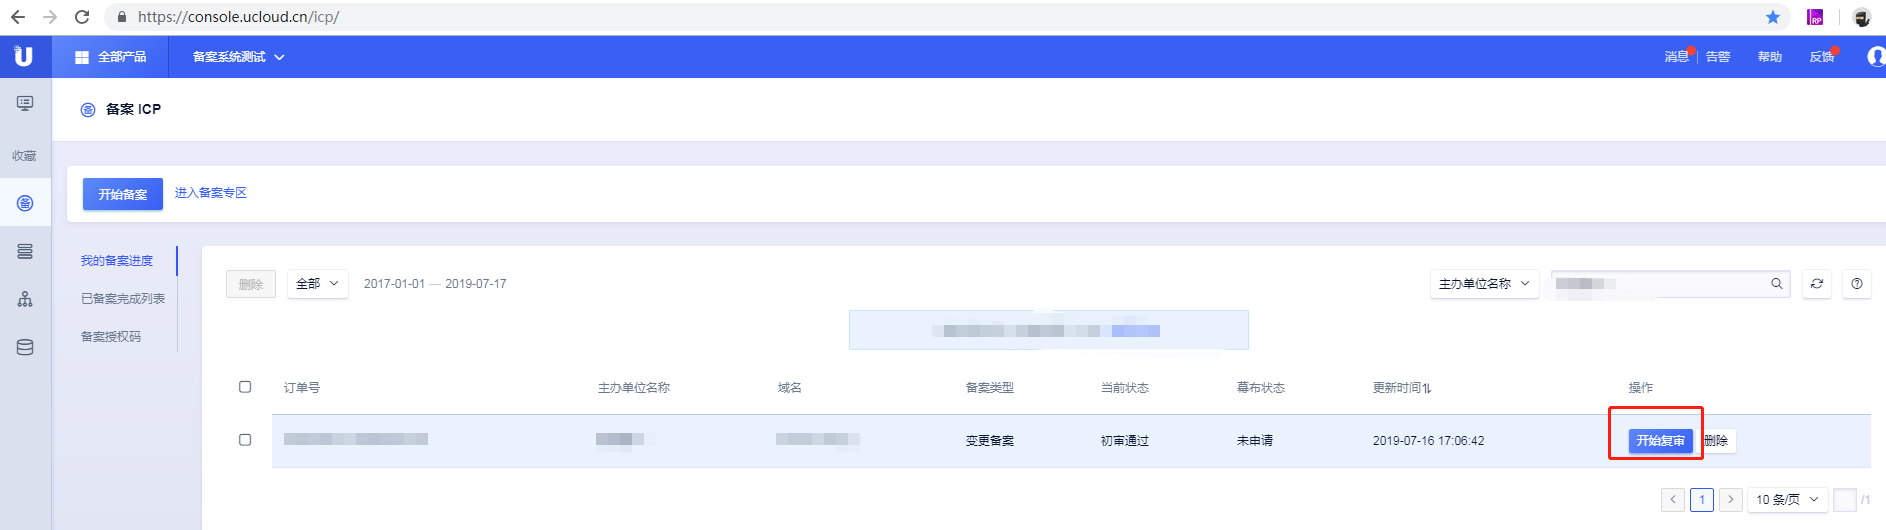 https://console.ucloud.cn/icp/
RP
U 全部产品 备案系统测试 消息 告警 帮助 反馈
备 备案 ICP
收藏
开始备案 进入备案专区
备
我的备案进度
已备案完成列表
备案授权码
删除 全部 2017-01-01 — 2019-07-17 主办单位名称
订单号 主办单位名称 域名 备案类型 当前状态 幕布状态 更新时间 操作
变更备案 初审通过 未申请 2019-07-16 17:06:42 开始复审 删除
1 10 条/页 /1